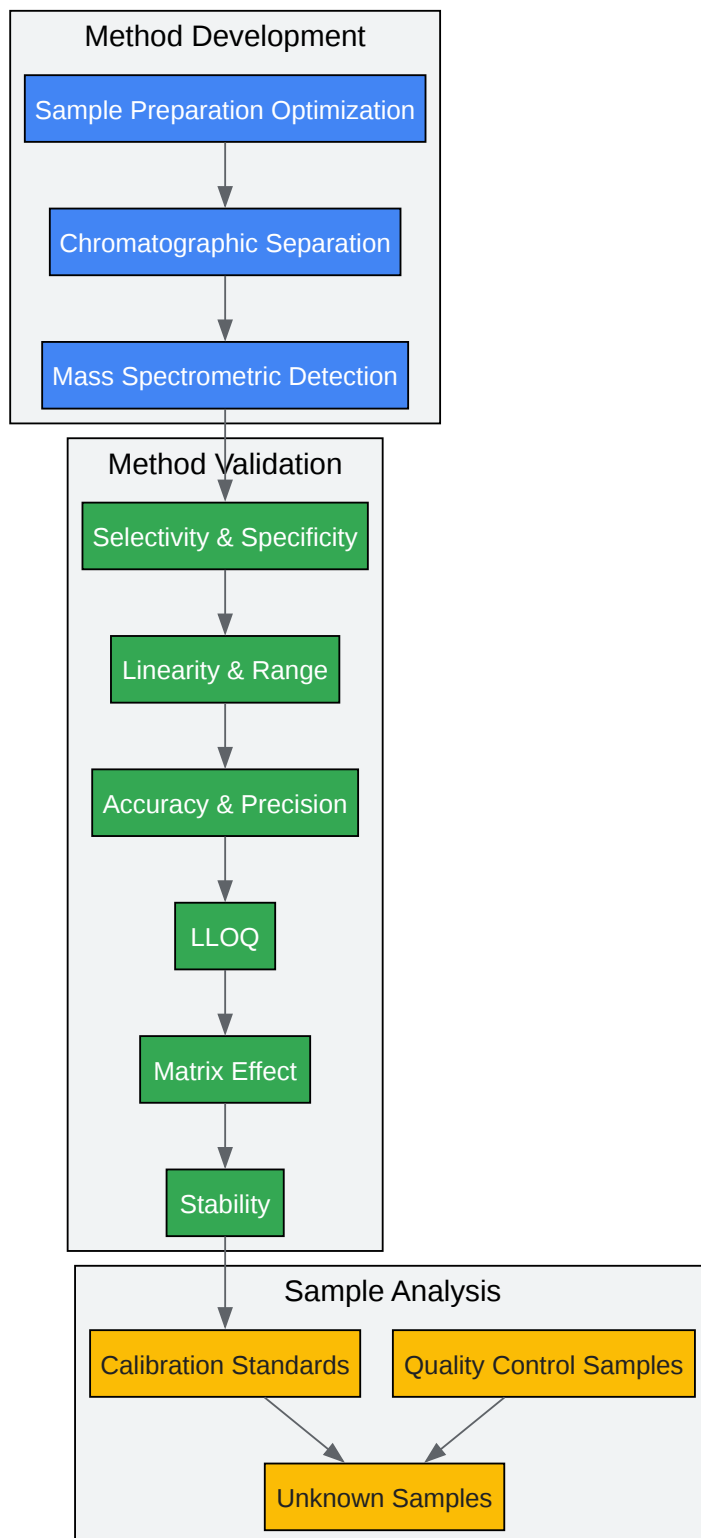 Method Development
Sample Preparation Optimization
Chromatographic Separation
Mass Spectrometric Detection
Method Validation
Selectivity & Specificity
Linearity & Range
Accuracy & Precision
LLOQ
Matrix Effect
Stability
Sample Analysis
Calibration Standards
Quality Control Samples
Unknown Samples